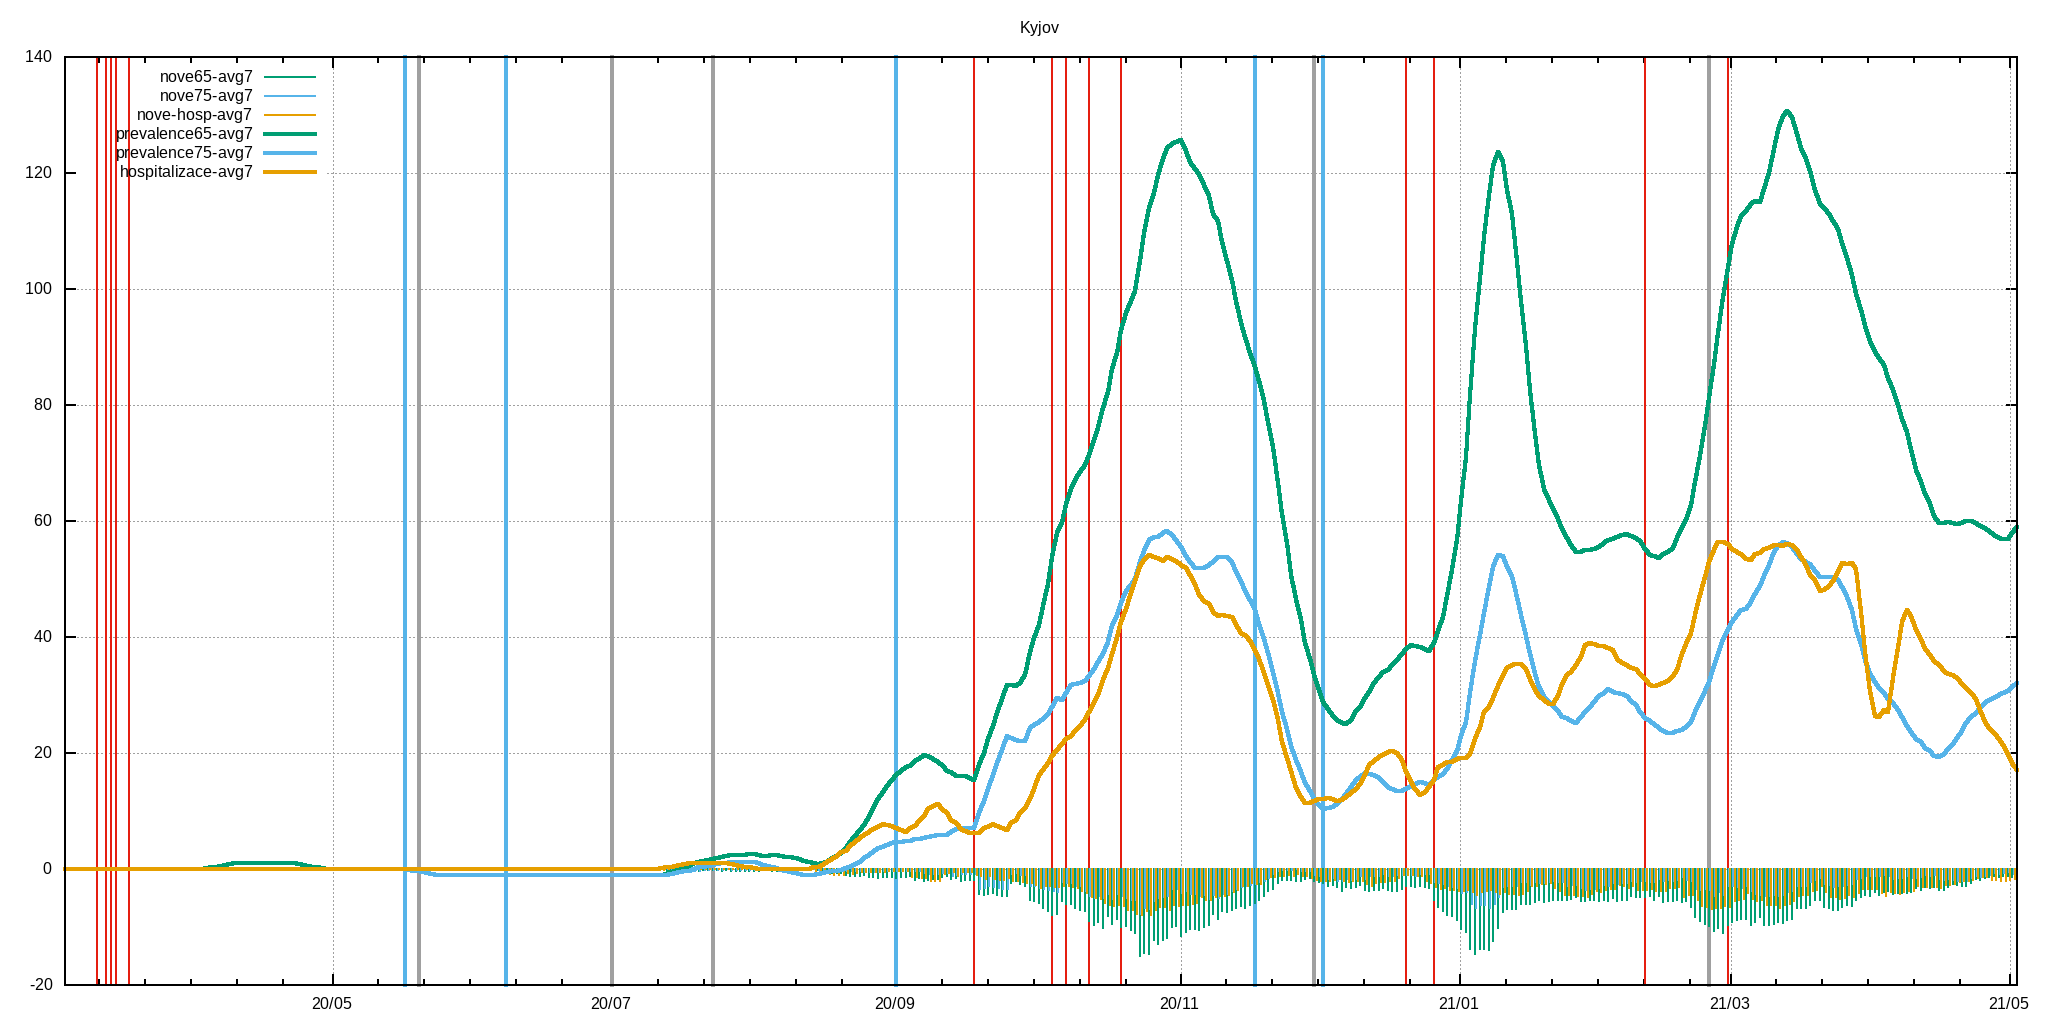 Kyjov
140
120
100
80
60
40
20
0
-20
nove65-avg7
nove75-avg7
nove-hosp-avg7
prevalence65-avg7
prevalence75-avg7
hospitalizace-avg7
20/05 20/07 20/09 20/11 21/01 21/03 21/05